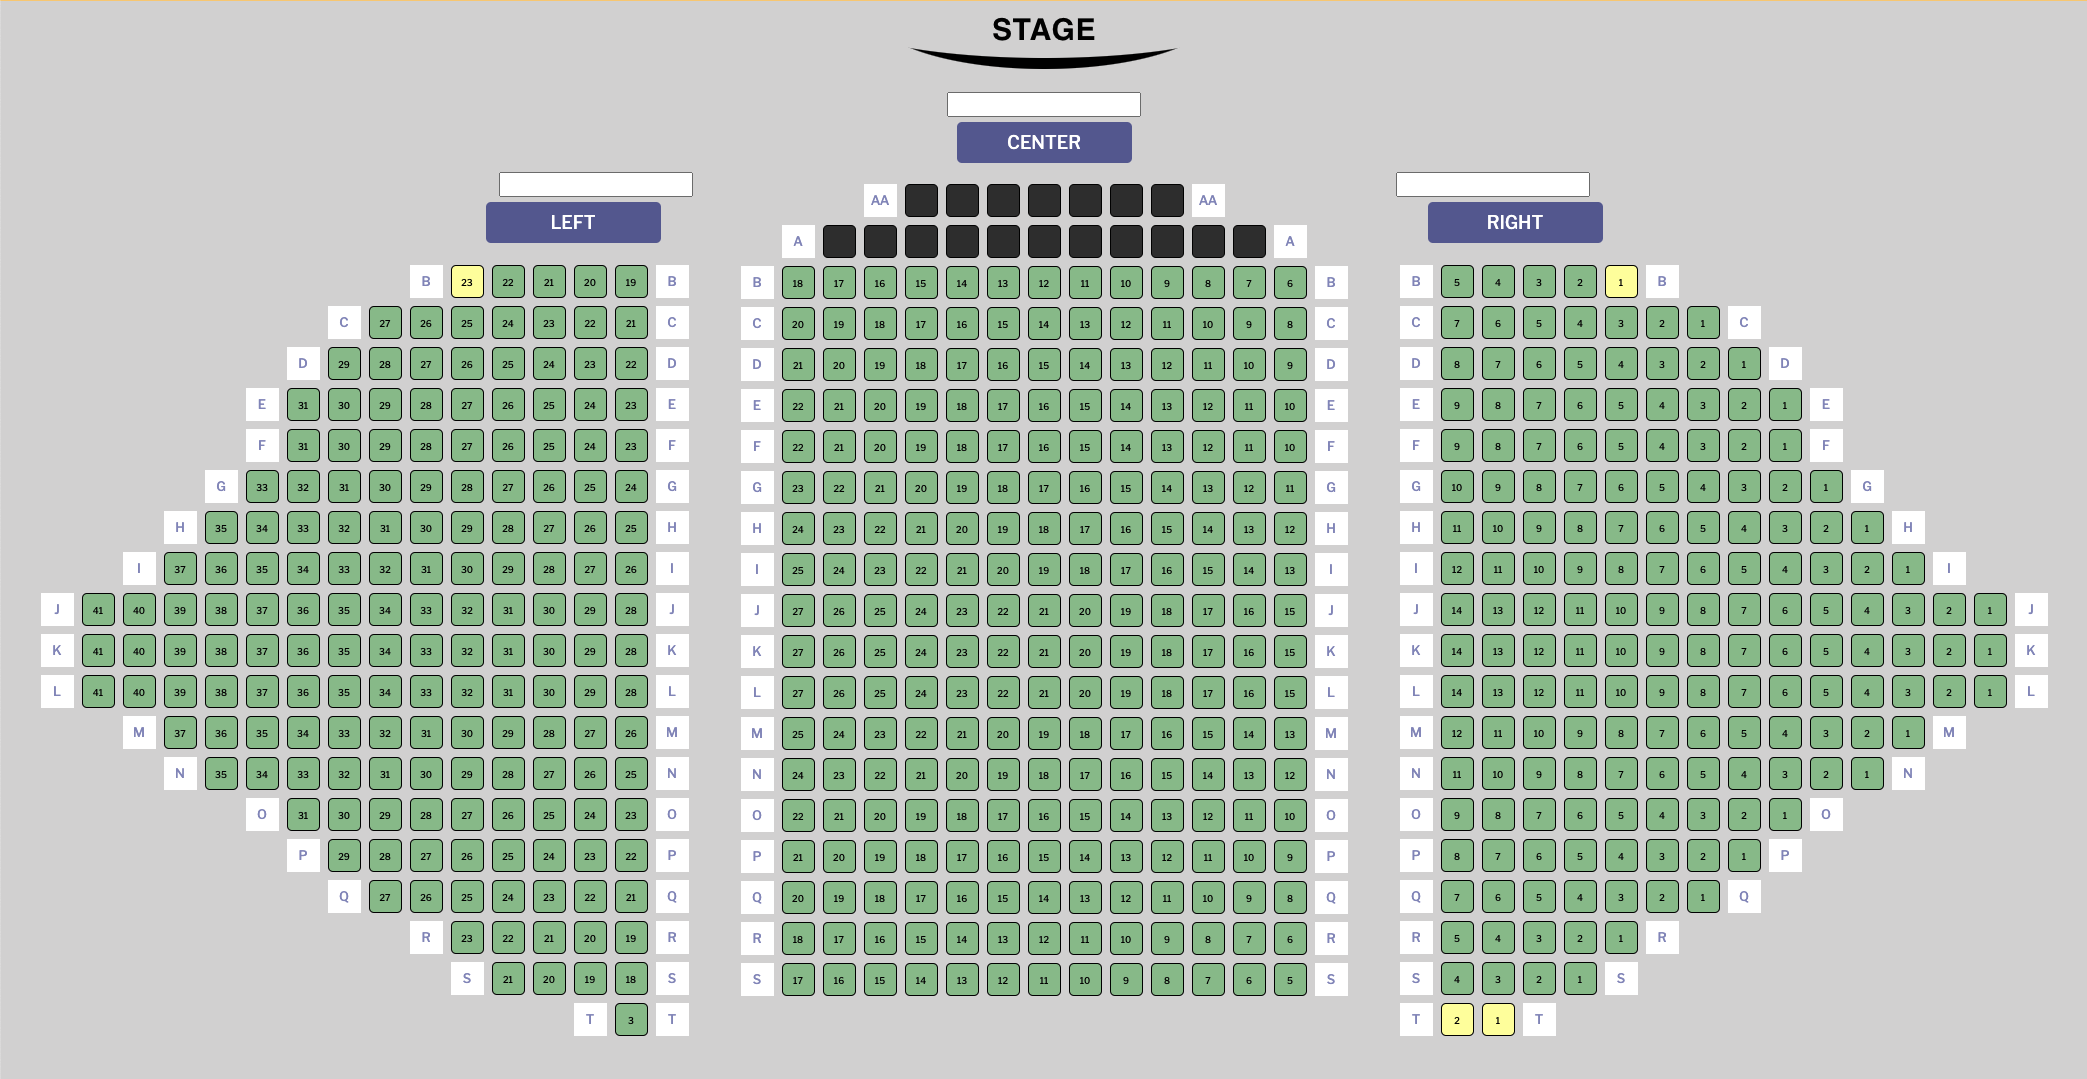 STAGE
CENTER
LEFT
RIGHT
AA AA
A A
B 23 22 21 20 19 B B 18 17 16 15 14 13 12 11 10 9 8 7 6 B B 5 4 3 2 1 B
C 27 26 25 24 23 22 21 C C 20 19 18 17 16 15 14 13 12 11 10 9 8 C C 7 6 5 4 3 2 1 C
D 29 28 27 26 25 24 23 22 D D 21 20 19 18 17 16 15 14 13 12 11 10 9 D D 8 7 6 5 4 3 2 1 D
E 31 30 29 28 27 26 25 24 23 E E 22 21 20 19 18 17 16 15 14 13 12 11 10 E E 9 8 7 6 5 4 3 2 1 E
F 31 30 29 28 27 26 25 24 23 F F 22 21 20 19 18 17 16 15 14 13 12 11 10 F F 9 8 7 6 5 4 3 2 1 F
G 33 32 31 30 29 28 27 26 25 24 G G 23 22 21 20 19 18 17 16 15 14 13 12 11 G G 10 9 8 7 6 5 4 3 2 1 G
H 35 34 33 32 31 30 29 28 27 26 25 H H 24 23 22 21 20 19 18 17 16 15 14 13 12 H H 11 10 9 8 7 6 5 4 3 2 1 H
I 37 36 35 34 33 32 31 30 29 28 27 26 I I 25 24 23 22 21 20 19 18 17 16 15 14 13 I I 12 11 10 9 8 7 6 5 4 3 2 1 I
J 41 40 39 38 37 36 35 34 33 32 31 30 29 28 J J 27 26 25 24 23 22 21 20 19 18 17 16 15 J J 14 13 12 11 10 9 8 7 6 5 4 3 2 1 J
K 41 40 39 38 37 36 35 34 33 32 31 30 29 28 K K 27 26 25 24 23 22 21 20 19 18 17 16 15 K K 14 13 12 11 10 9 8 7 6 5 4 3 2 1 K
L 41 40 39 38 37 36 35 34 33 32 31 30 29 28 L L 27 26 25 24 23 22 21 20 19 18 17 16 15 L L 14 13 12 11 10 9 8 7 6 5 4 3 2 1 L
M 37 36 35 34 33 32 31 30 29 28 27 26 M M 25 24 23 22 21 20 19 18 17 16 15 14 13 M M 12 11 10 9 8 7 6 5 4 3 2 1 M
N 35 34 33 32 31 30 29 28 27 26 25 N N 24 23 22 21 20 19 18 17 16 15 14 13 12 N N 11 10 9 8 7 6 5 4 3 2 1 N
O 31 30 29 28 27 26 25 24 23 O O 22 21 20 19 18 17 16 15 14 13 12 11 10 O O 9 8 7 6 5 4 3 2 1 O
P 29 28 27 26 25 24 23 22 P P 21 20 19 18 17 16 15 14 13 12 11 10 9 P P 8 7 6 5 4 3 2 1 P
Q 27 26 25 24 23 22 21 Q Q 20 19 18 17 16 15 14 13 12 11 10 9 8 Q Q 7 6 5 4 3 2 1 Q
R 23 22 21 20 19 R R 18 17 16 15 14 13 12 11 10 9 8 7 6 R R 5 4 3 2 1 R
S 21 20 19 18 S S 17 16 15 14 13 12 11 10 9 8 7 6 5 S S 4 3 2 1 S
T 3 T T 2 1 T